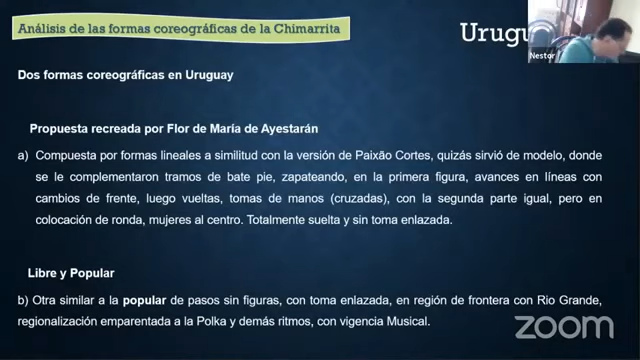 Análisis de las formas coreográficas de la Chimarrita
Nestor
Dos formas coreográficas en Uruguay
Propuesta recreada por Flor de María de Ayestarán
a) Compuesta por formas lineales a similitud con la versión de Paixão Cortes, quizás sirvió de modelo, donde
se le complementaron tramos de bate pie, zapateando, en la primera figura, avances en líneas con
cambios de frente, luego vueltas, tomas de manos (cruzadas), con la segunda parte igual, pero en
colocación de ronda, mujeres al centro. Totalmente suelta y sin toma enlazada.
Libre y Popular
b) Otra similar a la popular de pasos sin figuras, con toma enlazada, en región de frontera con Rio Grande,
regionalización emparentada a la Polka y demás ritmos, con vigencia Musical.
zoom